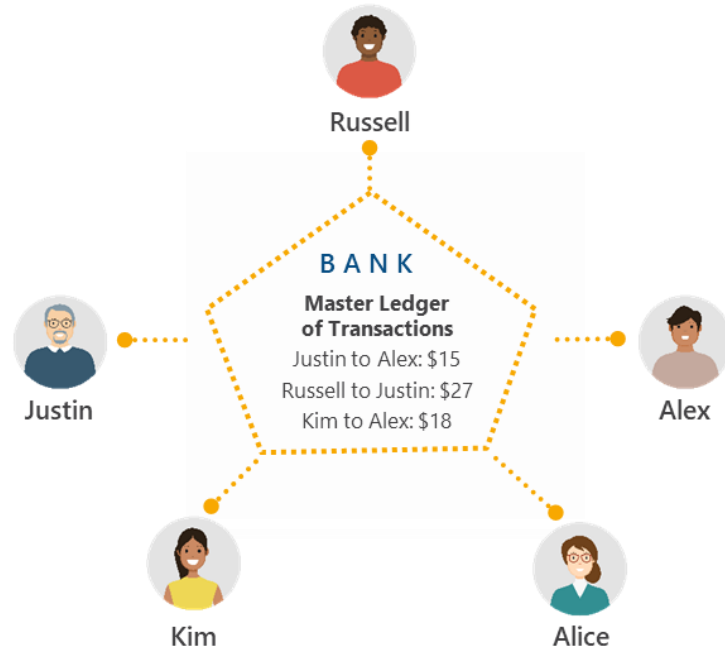 Russell
BANK
Master Ledger
of Transactions
Justin to Alex: $15
Russell to Justin: $27
Kim to Alex: $18
Justin
Alex
Kim
Alice